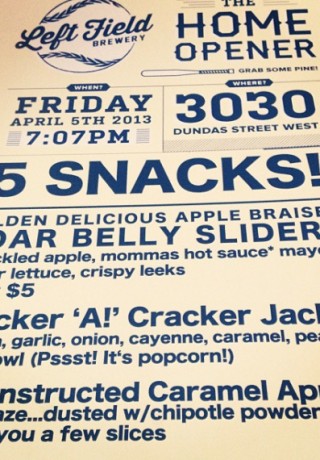 Left Field
BREWERY
THE
HOME
OPENER
GRAB SOME PINE!
WHEN?
FRIDAY
APRIL 5TH 2013
7:07PM
WHERE?
3030
DUNDAS STREET WEST
5 SNACKS!
LDEN DELICIOUS APPLE BRAISE
OAR BELLY SLIDER
ckled apple, mommas hot sauce* mayo
r lettuce, crispy leeks
$5
cker ‘A!’ Cracker Jack
, garlic, onion, cayenne, caramel, pea
owl (Pssst! It‘s popcorn!)
nstructed Caramel App
aze...dusted w/chipotle powder
you a few slices